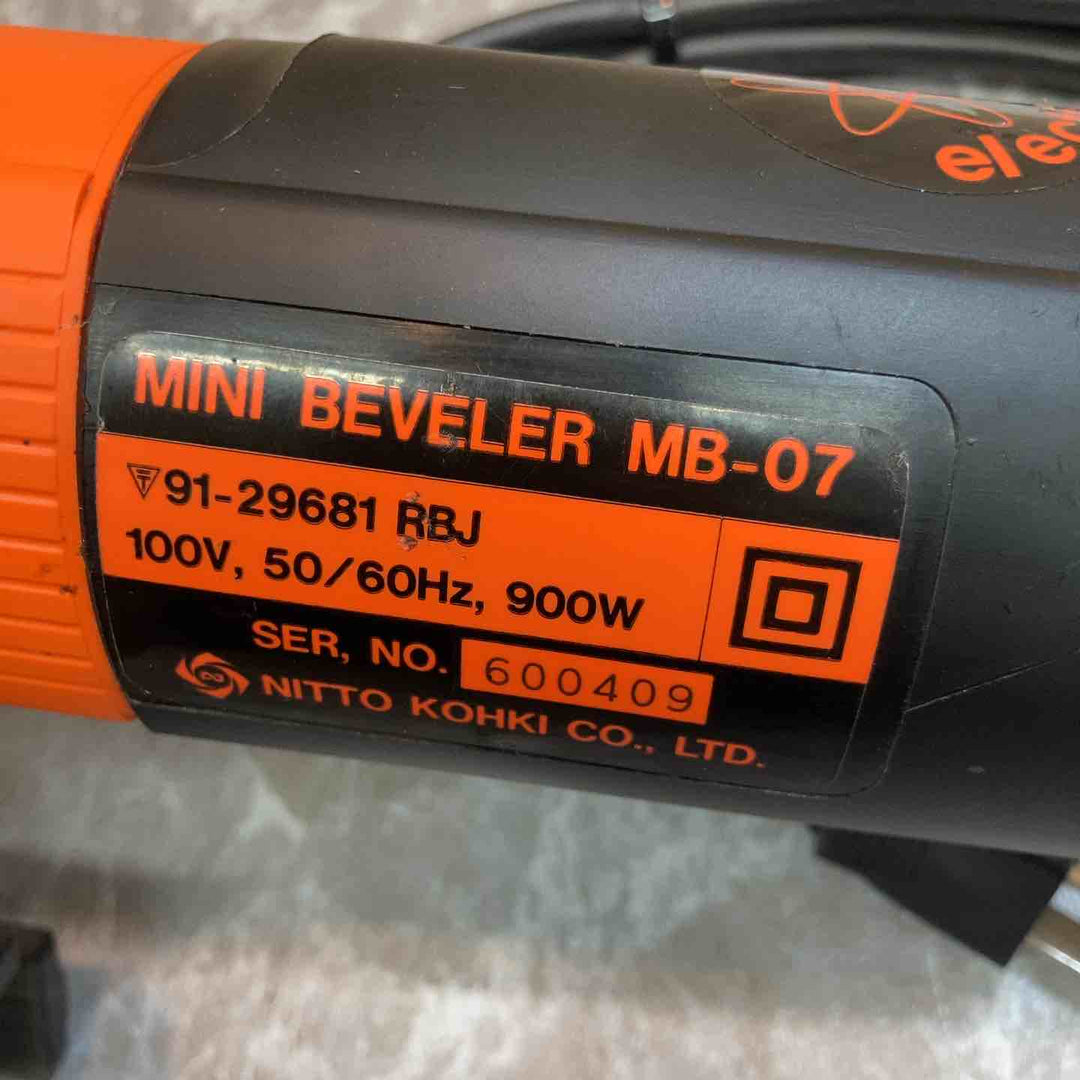 MINI BEVELER MB-07
91-29681 RBJ
100V, 50/60Hz, 900W
SER, NO. 600409
NITTO KOHKI CO., LTD.